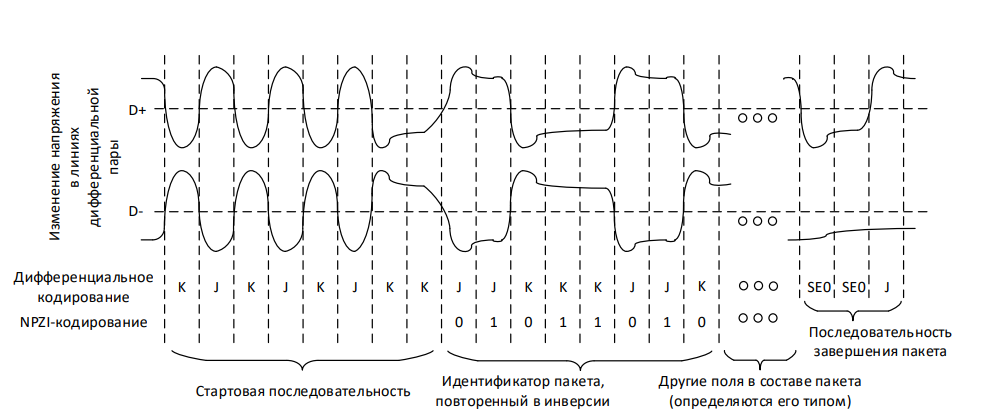 Изменение напряжения
в линиях
дифференциальной
пары
D+
D-
Дифференциальное
кодирование
K J K J K J K K J J K K K J J K SE0 SE0 J
NPZI-кодирование
0 1 0 1 1 0 1 0
Последовательность
завершения пакета
Стартовая последовательность
Идентификатор пакета,
повторенный в инверсии
Другие поля в составе пакета
(определяются его типом)